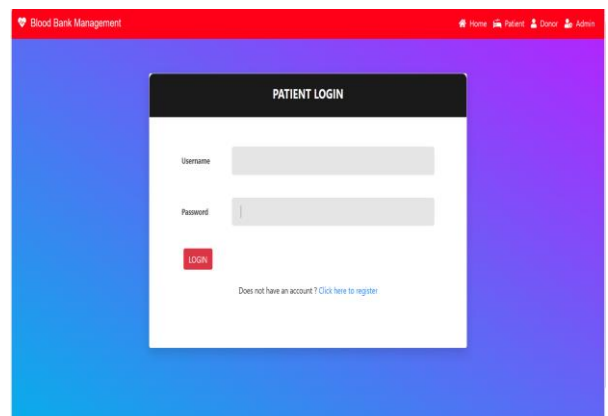 Blood Bank Management
Home Patient Donor Admin
PATIENT LOGIN
Username
Password
LOGIN
Does not have an account ? Click here to register